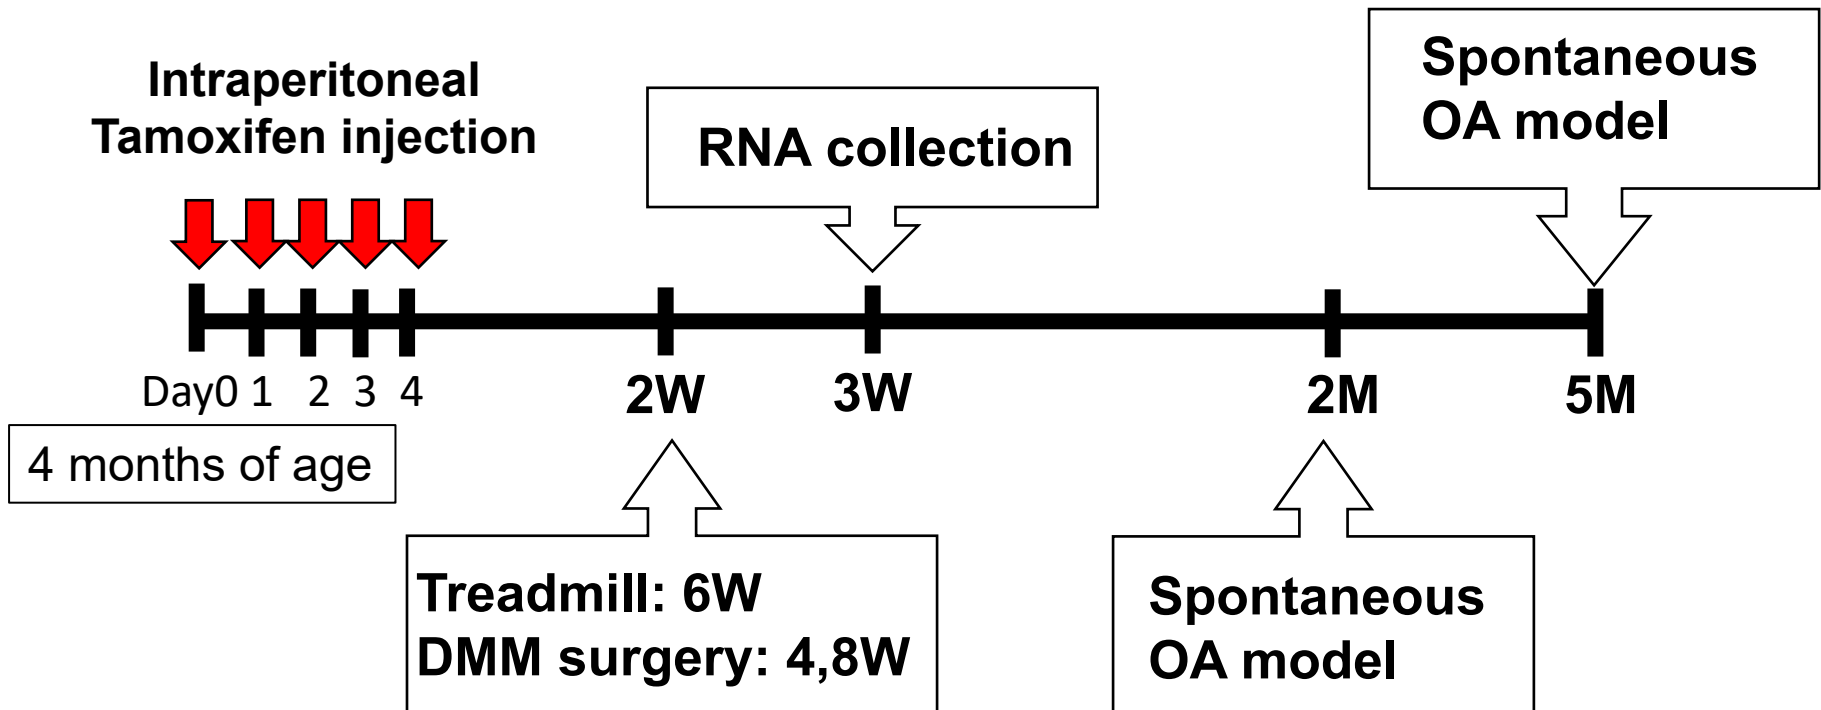 Intraperitoneal
Tamoxifen injection
RNA collection
Spontaneous
OA model
Day0 1 2 3 4
2W
3W
2M
5M
4 months of age
Treadmill: 6W
DMM surgery: 4,8W
Spontaneous
OA model